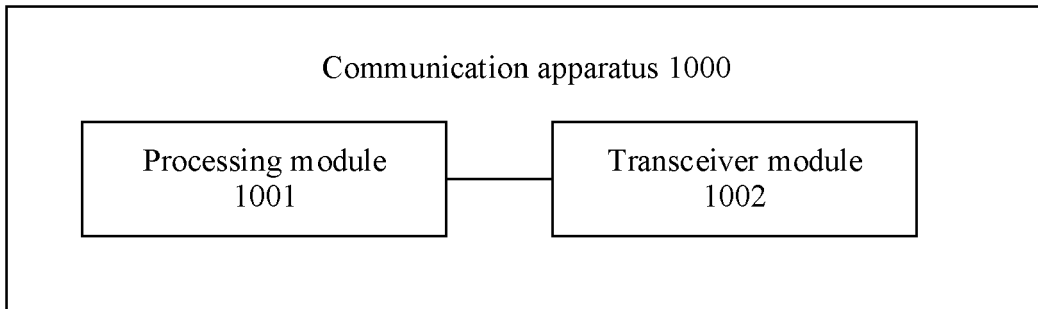 Communication apparatus 1000
Processing module
1001
Transceiver module
1002